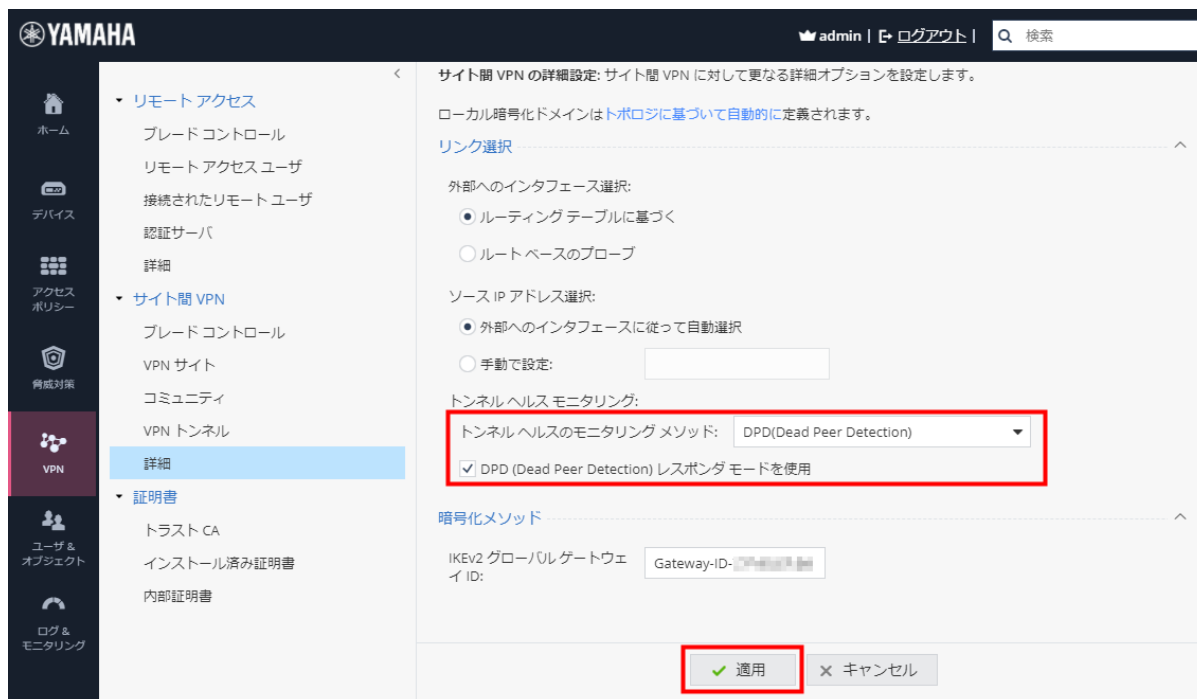 YAMAHA
admin | ログアウト |
検索
ホーム
デバイス
アクセス
ポリシー
脅威対策
VPN
ユーザ &
オブジェクト
ログ &
モニタリング
リモート アクセス
ブレード コントロール
リモート アクセス ユーザ
接続されたリモート ユーザ
認証サーバ
詳細
サイト間 VPN
ブレード コントロール
VPN サイト
コミュニティ
VPN トンネル
詳細
証明書
トラスト CA
インストール済み証明書
内部証明書
サイト間 VPN の詳細設定: サイト間 VPN に対して更なる詳細オプションを設定します。
ローカル暗号化ドメインはトポロジに基づいて自動的に定義されます。
リンク選択
外部へのインタフェース選択:
ルーティング テーブルに基づく
ルート ベースのプローブ
ソース IP アドレス選択:
外部へのインタフェースに従って自動選択
手動で設定:
トンネル ヘルス モニタリング:
トンネル ヘルスのモニタリング メソッド: DPD(Dead Peer Detection)
DPD (Dead Peer Detection) レスポンダ モードを使用
暗号化メソッド
IKEv2 グローバル ゲートウェ
イ ID:
Gateway-ID-
適用
キャンセル